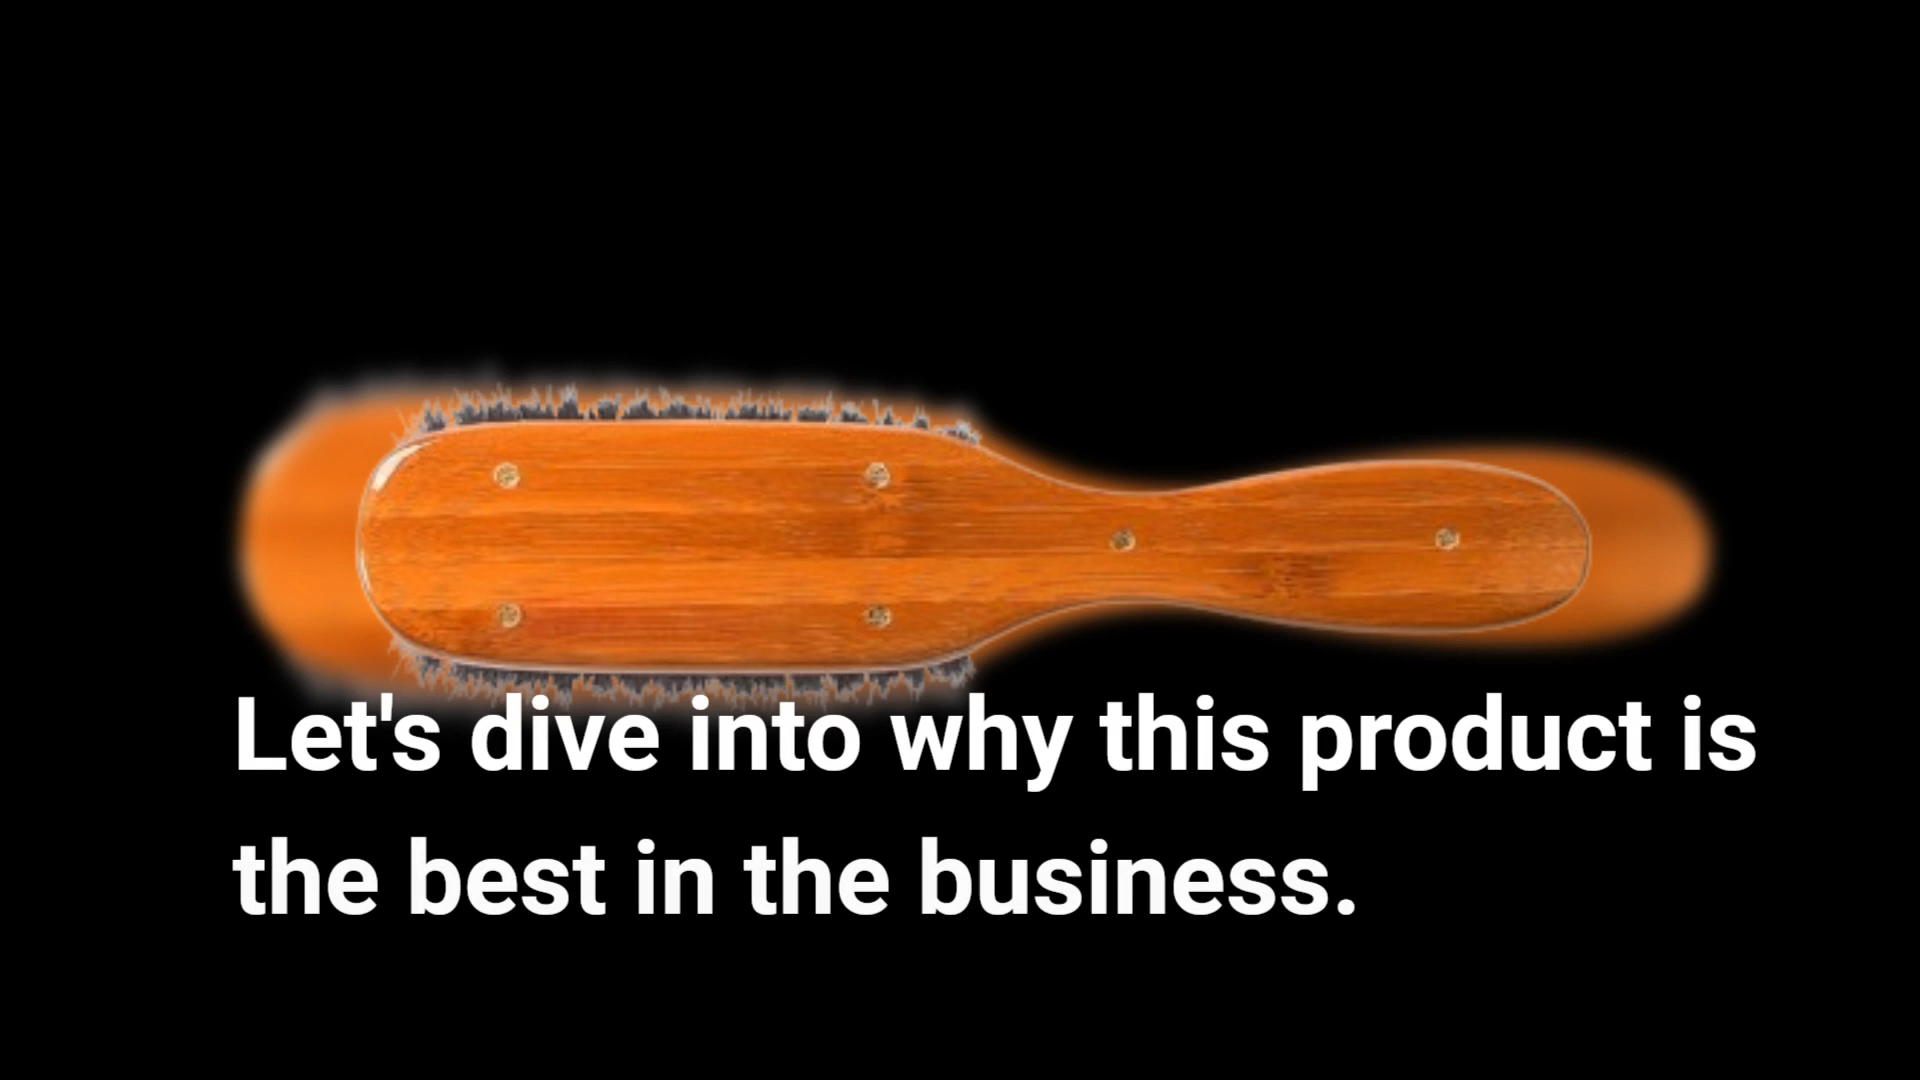 Let's dive into why this product is
the best in the business.